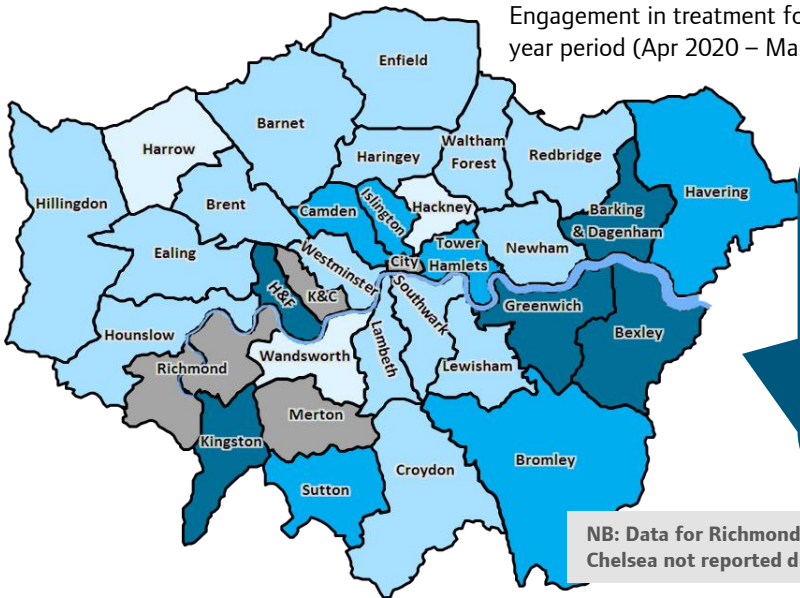 Engagement in treatment fo
year period (Apr 2020 – Ma
Enfield
Barnet
Harrow
Haringey
Waltham
Forest
Redbridge
Havering
Hillingdon
Brent
Camden
Islington
Hackney
Barking
& Dagenham
Ealing
Westminster
City
Tower
Hamlets
Newham
H&F
K&C
Southwark
Greenwich
Hounslow
Bexley
Richmond
Wandsworth
Lambeth
Lewisham
Merton
Kingston
Croydon
Bromley
Sutton
NB: Data for Richmond
Chelsea not reported d